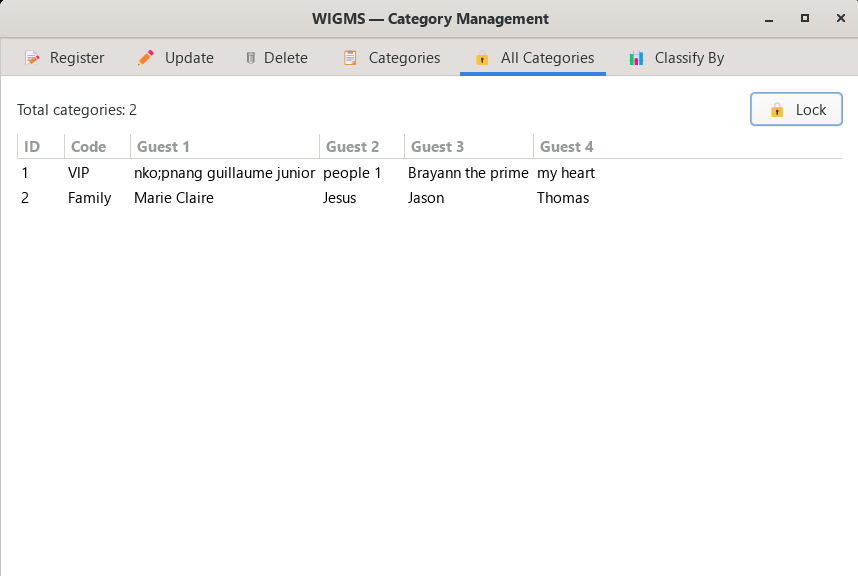 WIGMS — Category Management
Register Update Delete Categories All Categories Classify By
Total categories: 2 Lock
ID Code Guest 1 Guest 2 Guest 3 Guest 4
1 VIP nko;pnang guillaume junior people 1 Brayann the prime my heart
2 Family Marie Claire Jesus Jason Thomas